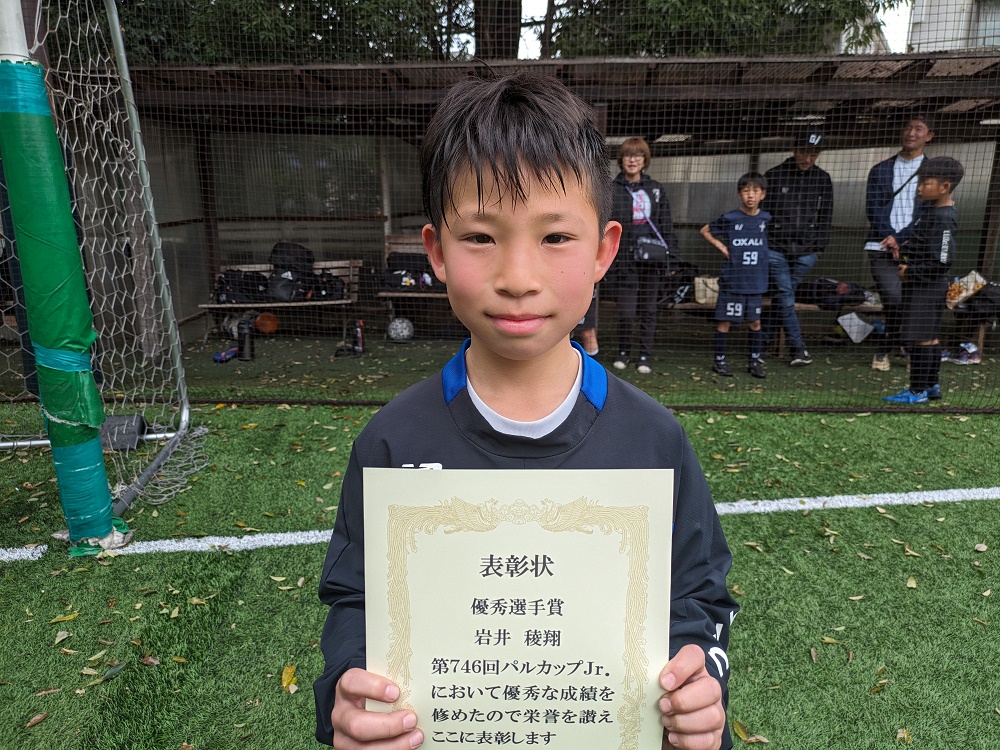 OXALA
59
59
表彰状
優秀選手賞
岩井 稜翔
第746回パルカップJr.
において優秀な成績を
修めたので栄誉を讃え
ここに表彰します